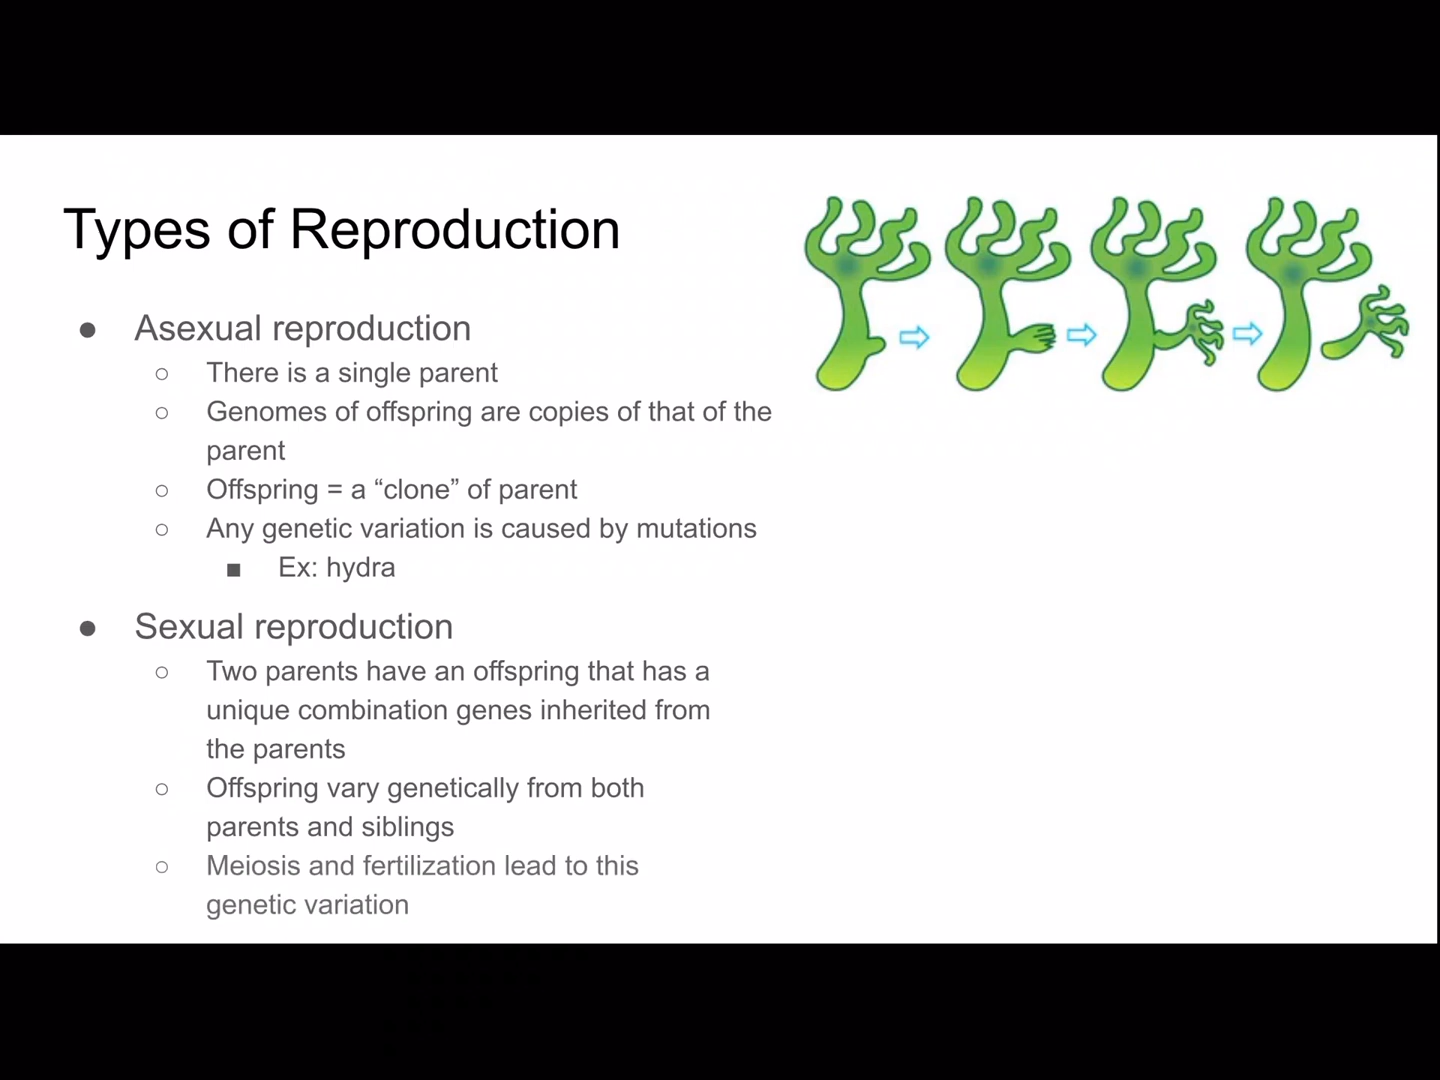 Types of Reproduction
● Asexual reproduction
○ There is a single parent
○ Genomes of offspring are copies of that of the
parent
○ Offspring = a “clone” of parent
○ Any genetic variation is caused by mutations
■ Ex: hydra
● Sexual reproduction
○ Two parents have an offspring that has a
unique combination genes inherited from
the parents
○ Offspring vary genetically from both
parents and siblings
○ Meiosis and fertilization lead to this
genetic variation